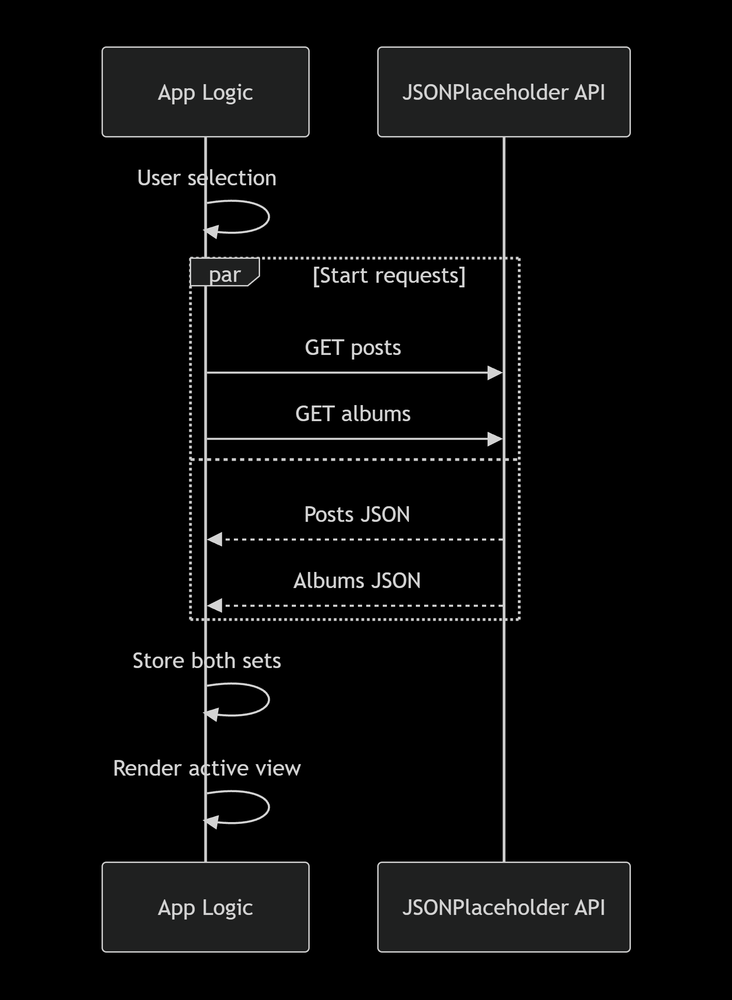 App Logic
JSONPlaceholder API
User selection
par
[Start requests]
GET posts
GET albums
Posts JSON
Albums JSON
Store both sets
Render active view
App Logic
JSONPlaceholder API